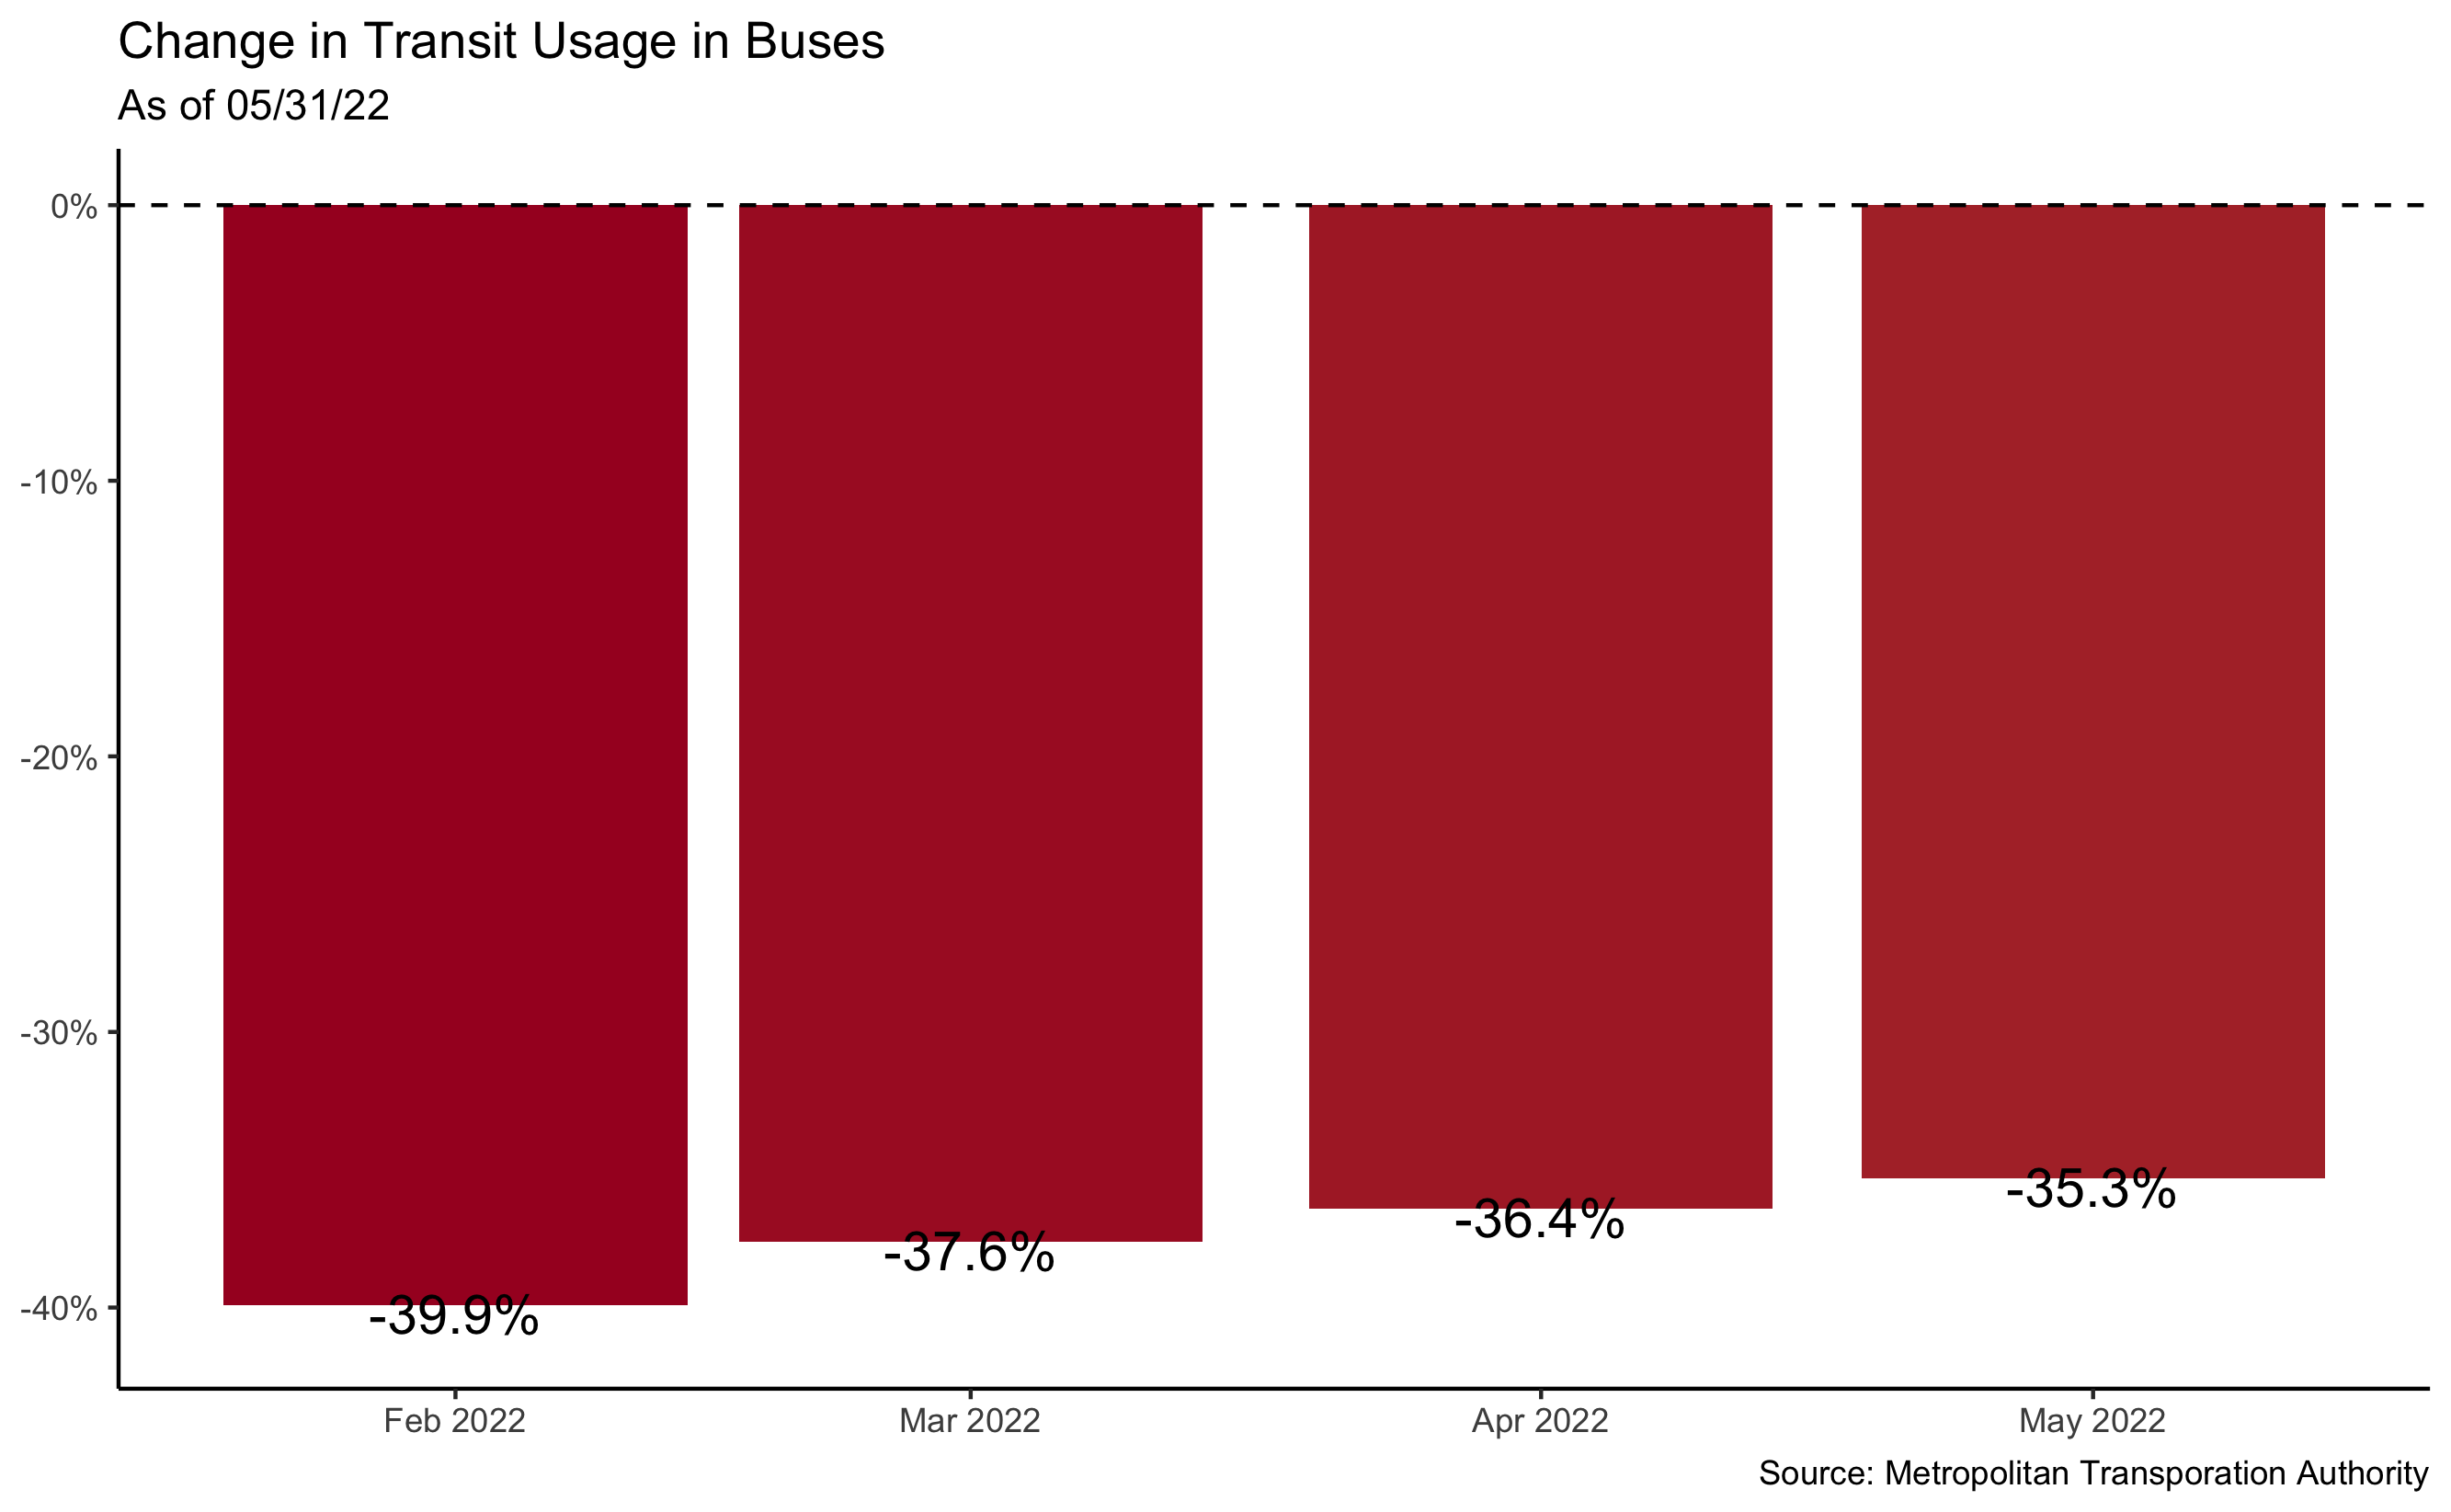 Change in Transit Usage in Buses
As of 05/31/22
0%
-10%
-20%
-30%
-40%
-39.9%
-37.6%
-36.4%
-35.3%
Feb 2022
Mar 2022
Apr 2022
May 2022
Source: Metropolitan Transporation Authority